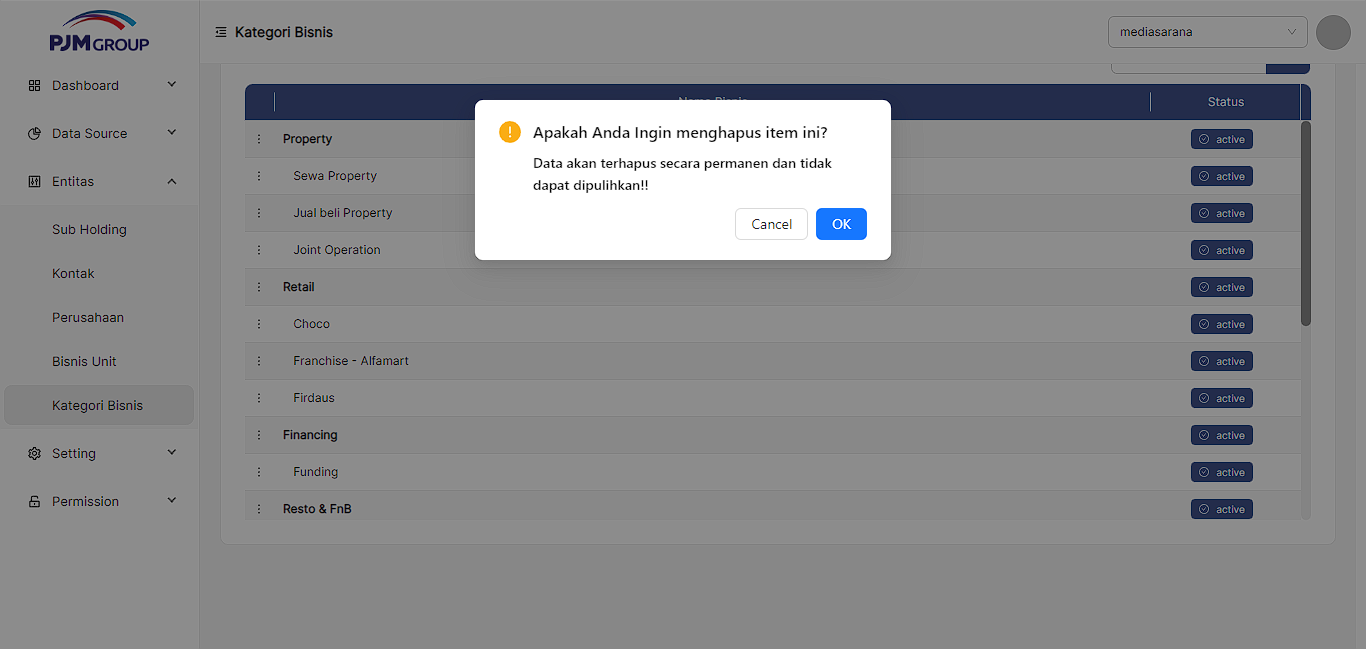 PJM GROUP
Kategori Bisnis
mediasarana
Dashboard
Data Source
Entitas
Sub Holding
Kontak
Perusahaan
Bisnis Unit
Kategori Bisnis
Setting
Permission
Status
Apakah Anda Ingin menghapus item ini?
Data akan terhapus secara permanen dan tidak
dapat dipulihkan!!
Cancel OK
Property active
Sewa Property active
Jual beli Property active
Joint Operation active
Retail active
Choco active
Franchise - Alfamart active
Firdaus active
Financing active
Funding active
Resto & FnB active